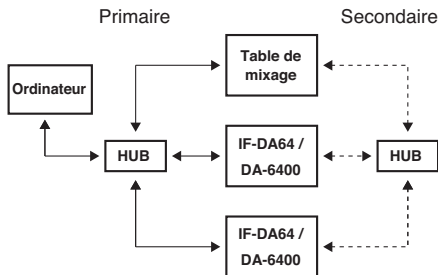 Primaire
Secondaire
Table de
mixage
Ordinateur
HUB
IF-DA64 /
DA-6400
HUB
IF-DA64 /
DA-6400